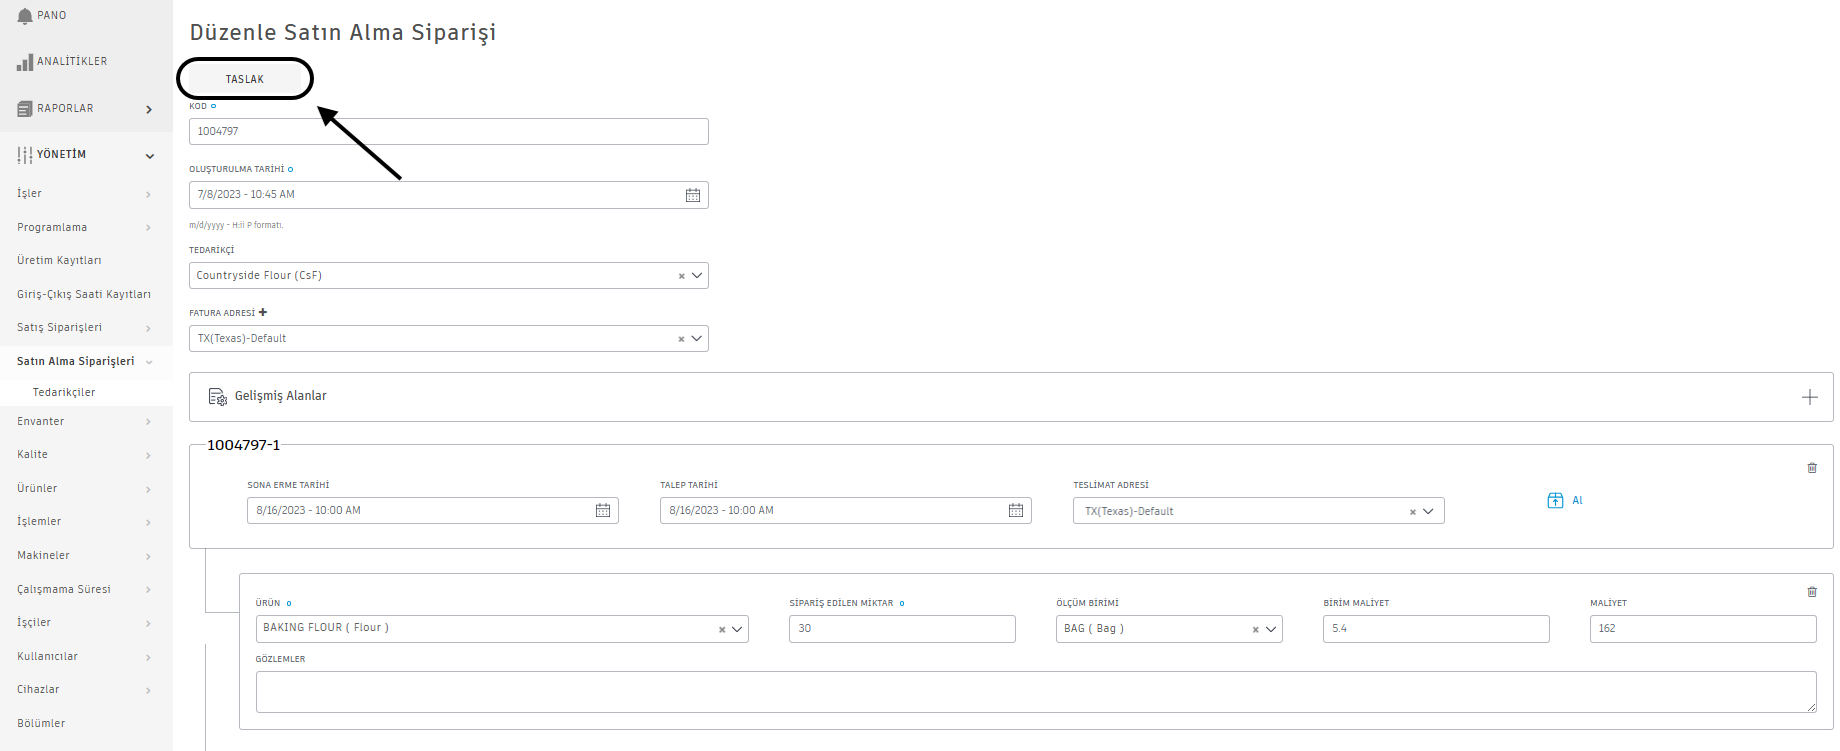 PANO
ANALİTİKLER
RAPORLAR
YÖNETİM
İşler
Programlama
Üretim Kayıtları
Giriş-Çıkış Saati Kayıtları
Satış Siparişleri
Satın Alma Siparişleri
Tedarikçiler
Envanter
Kalite
Ürünler
İşlemler
Makineler
Çalışmama Süresi
İşçiler
Kullanıcılar
Cihazlar
Bölümler
Düzenle Satın Alma Siparişi
TASLAK
KOD
1004797
OLUŞTURULMA TARİHİ
7/8/2023 - 10:45 AM
m/d/yyyy - H:ii P formatı.
TEDARİKÇİ
Countryside Flour (CsF)
FATURA ADRESİ
TX(Texas)-Default
Gelişmiş Alanlar
1004797-1
SONA ERME TARİHİ TALEP TARİHİ TESLİMAT ADRESİ
8/16/2023 - 10:00 AM 8/16/2023 - 10:00 AM TX(Texas)-Default Al
ÜRÜN SİPARİŞ EDİLEN MİKTAR ÖLÇÜM BİRİMİ BİRİM MALİYET MALİYET
BAKING FLOUR ( Flour ) 30 BAG ( Bag ) 5.4 162
GÖZLEMLER